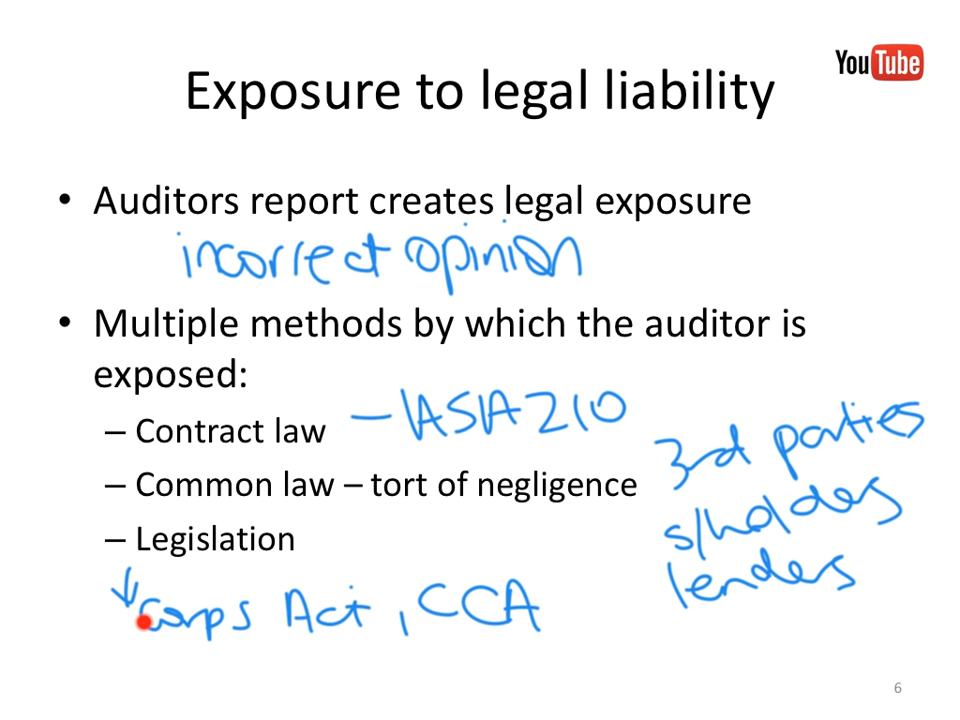 YouTube
Exposure to legal liability
• Auditors report creates legal exposure
incorrect opinion
• Multiple methods by which the auditor is
exposed:
– Contract law – ASA 210
3rd parties
– Common law – tort of negligence
s/holders
– Legislation
lenders
↓ Corps Act, CCA
6